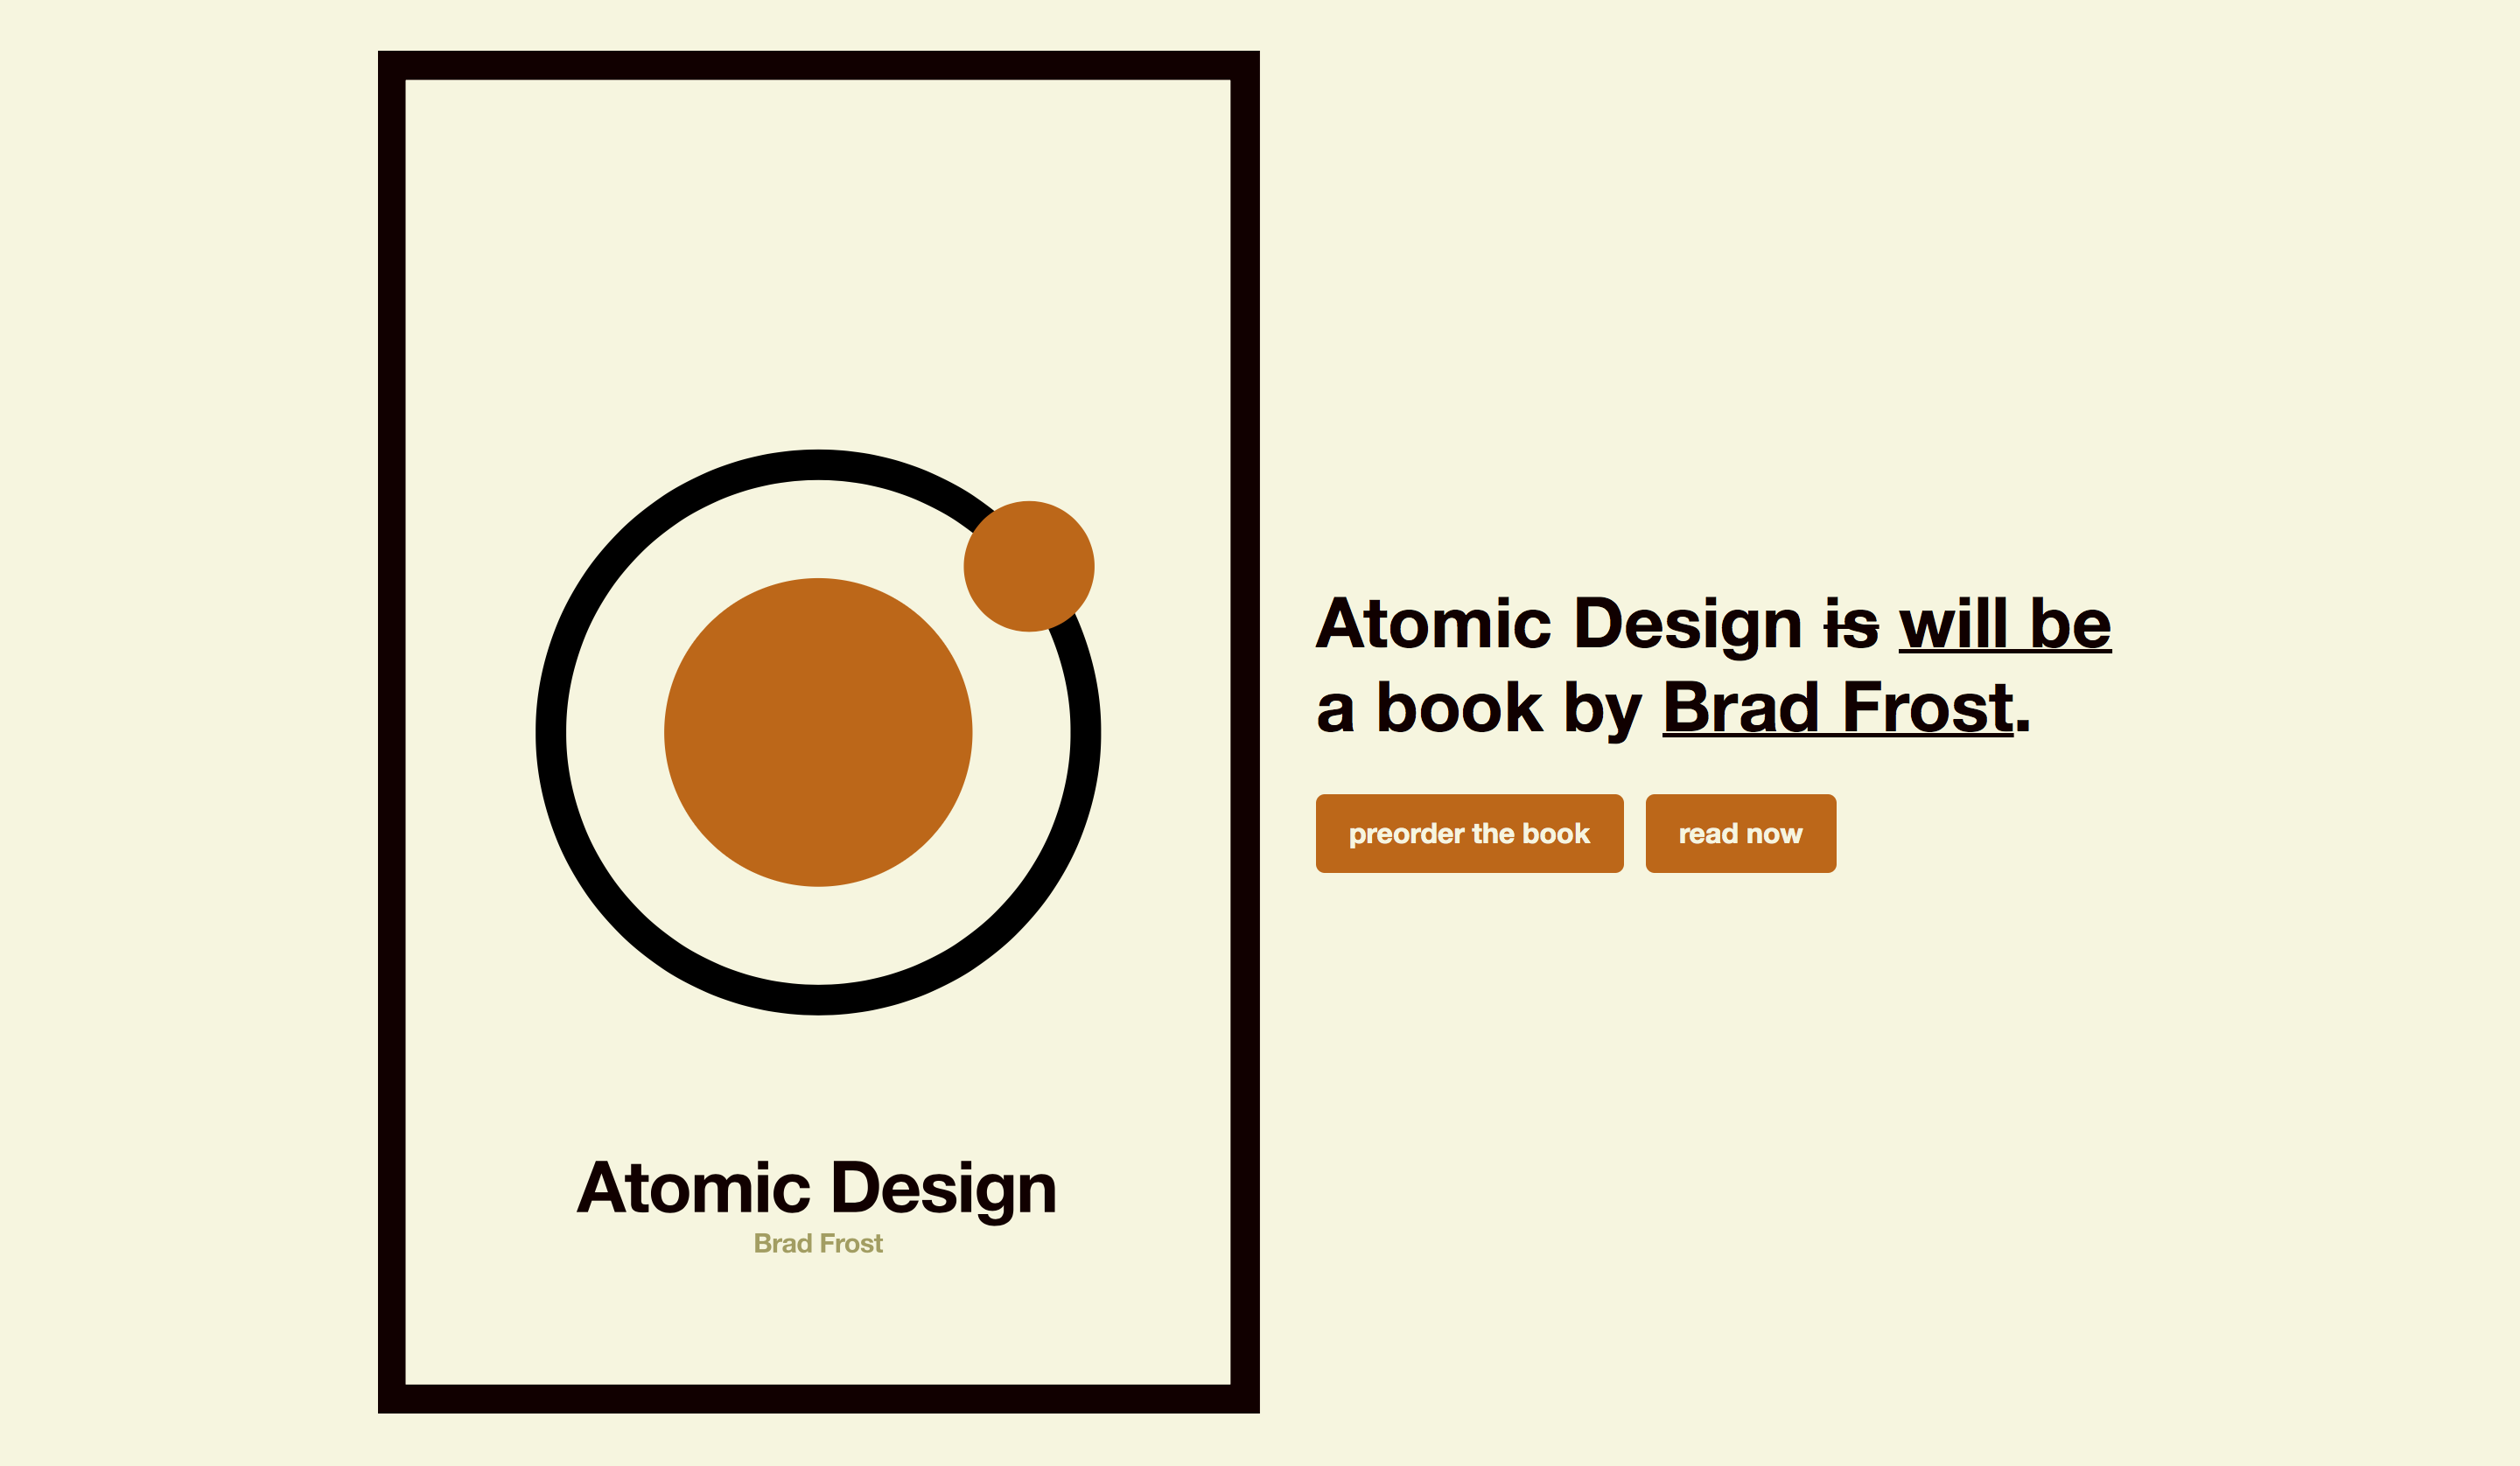 Atomic Design
Brad Frost
Atomic Design is will be
a book by Brad Frost.
preorder the book
read now